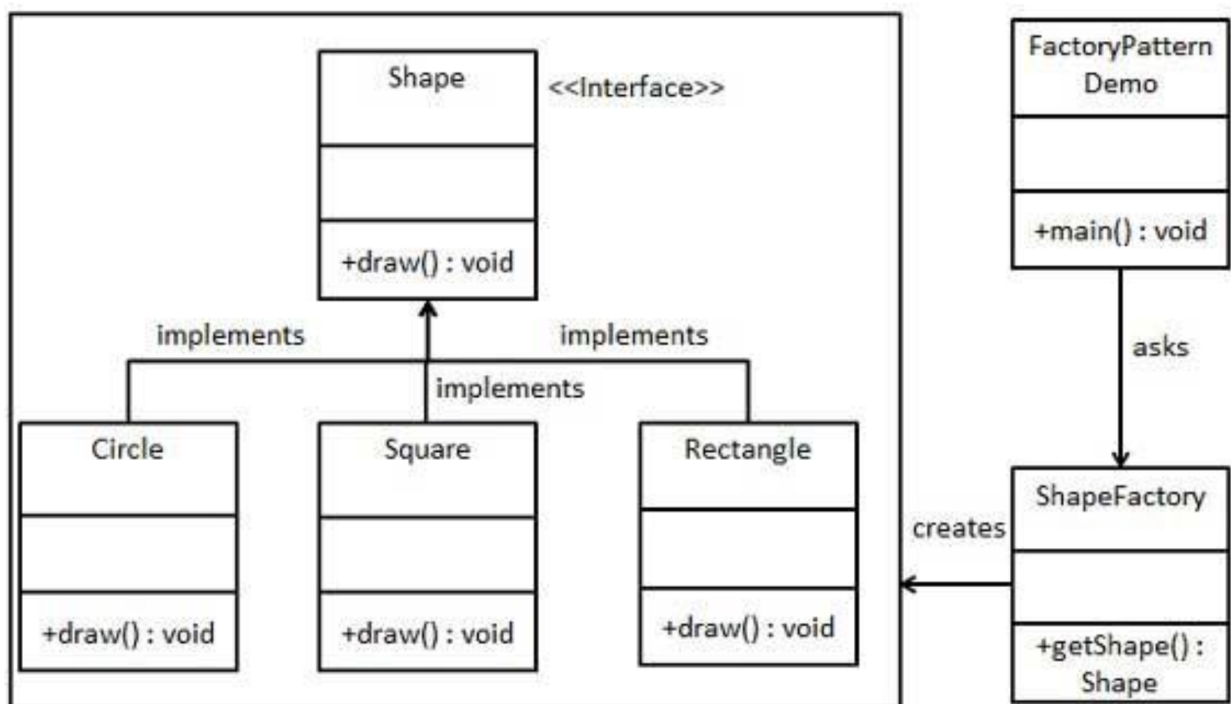 Shape
<<Interface>>
+draw() : void
implements
implements
implements
Circle
+draw() : void
Square
+draw() : void
Rectangle
+draw() : void
FactoryPattern
Demo
+main() : void
asks
ShapeFactory
+getShape() :
Shape
creates